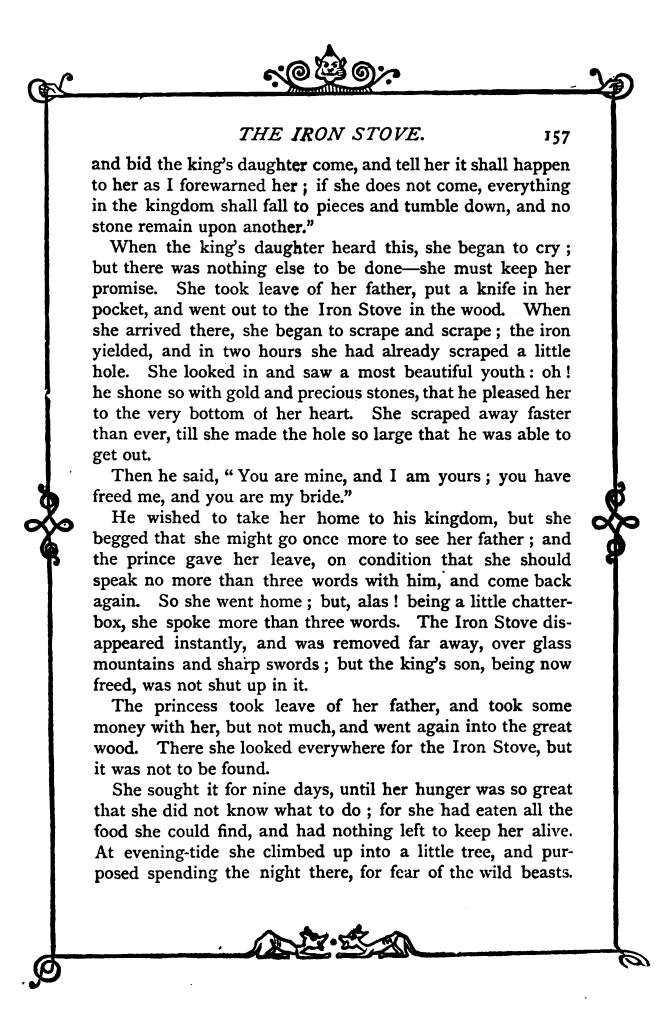 THE IRON STOVE. 157
and bid the king's daughter come, and tell her it shall happen
to her as I forewarned her ; if she does not come, everything
in the kingdom shall fall to pieces and tumble down, and no
stone remain upon another."
When the king's daughter heard this, she began to cry ;
but there was nothing else to be done—she must keep her
promise. She took leave of her father, put a knife in her
pocket, and went out to the Iron Stove in the wood. When
she arrived there, she began to scrape and scrape ; the iron
yielded, and in two hours she had already scraped a little
hole. She looked in and saw a most beautiful youth : oh !
he shone so with gold and precious stones, that he pleased her
to the very bottom of her heart. She scraped away faster
than ever, till she made the hole so large that he was able to
get out.
Then he said, "You are mine, and I am yours ; you have
freed me, and you are my bride."
He wished to take her home to his kingdom, but she
begged that she might go once more to see her father ; and
the prince gave her leave, on condition that she should
speak no more than three words with him, and come back
again. So she went home ; but, alas ! being a little chatter-
box, she spoke more than three words. The Iron Stove dis-
appeared instantly, and was removed far away, over glass
mountains and sharp swords ; but the king's son, being now
freed, was not shut up in it.
The princess took leave of her father, and took some
money with her, but not much, and went again into the great
wood. There she looked everywhere for the Iron Stove, but
it was not to be found.
She sought it for nine days, until her hunger was so great
that she did not know what to do ; for she had eaten all the
food she could find, and had nothing left to keep her alive.
At evening-tide she climbed up into a little tree, and pur-
posed spending the night there, for fear of the wild beasts.